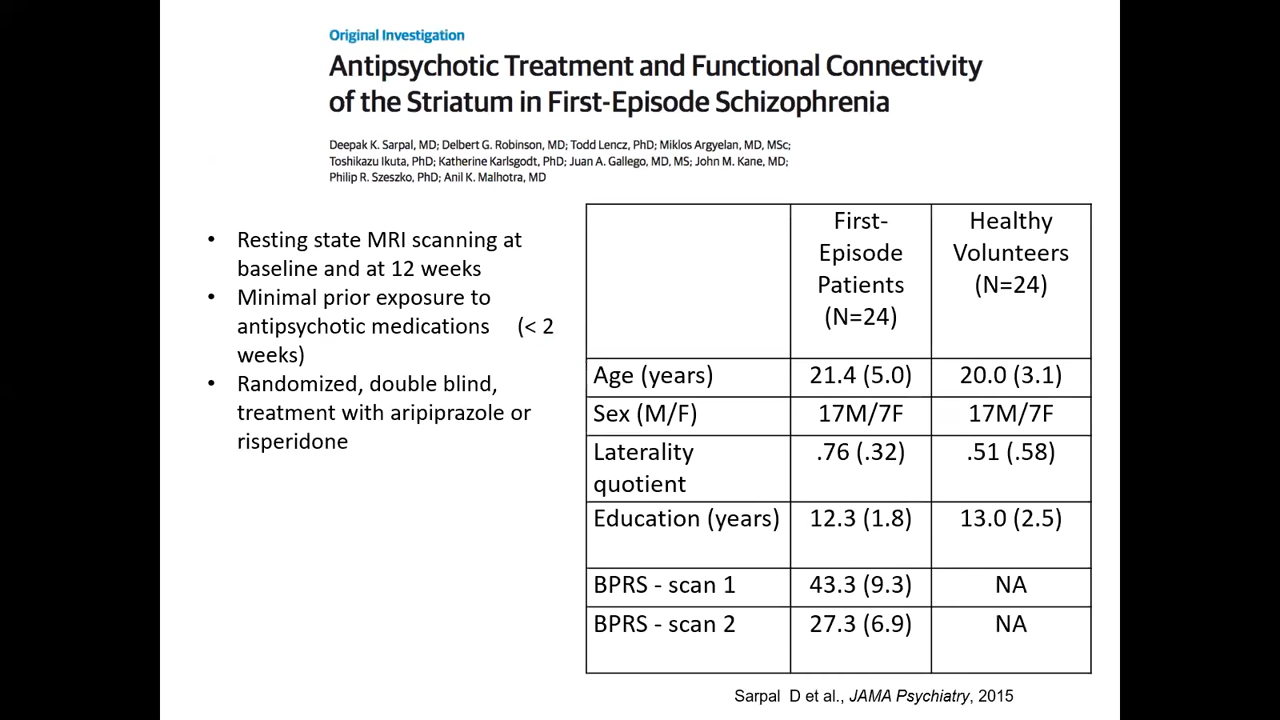 Original Investigation
Antipsychotic Treatment and Functional Connectivity
of the Striatum in First-Episode Schizophrenia
Deepak K. Sarpal, MD; Delbert G. Robinson, MD; Todd Lencz, PhD; Miklos Argyelan, MD, MSc;
Toshikazu Ikuta, PhD; Katherine Karlsgodt, PhD; Juan A. Gallego, MD, MS; John M. Kane, MD;
Philip R. Szeszko, PhD; Anil K. Malhotra, MD
• Resting state MRI scanning at
baseline and at 12 weeks
• Minimal prior exposure to
antipsychotic medications (< 2
weeks)
• Randomized, double blind,
treatment with aripiprazole or
risperidone
First-
Episode
Patients
(N=24)
Healthy
Volunteers
(N=24)
Age (years) 21.4 (5.0) 20.0 (3.1)
Sex (M/F) 17M/7F 17M/7F
Laterality .76 (.32) .51 (.58)
quotient
Education (years) 12.3 (1.8) 13.0 (2.5)
BPRS - scan 1 43.3 (9.3) NA
BPRS - scan 2 27.3 (6.9) NA
Sarpal D et al., JAMA Psychiatry, 2015